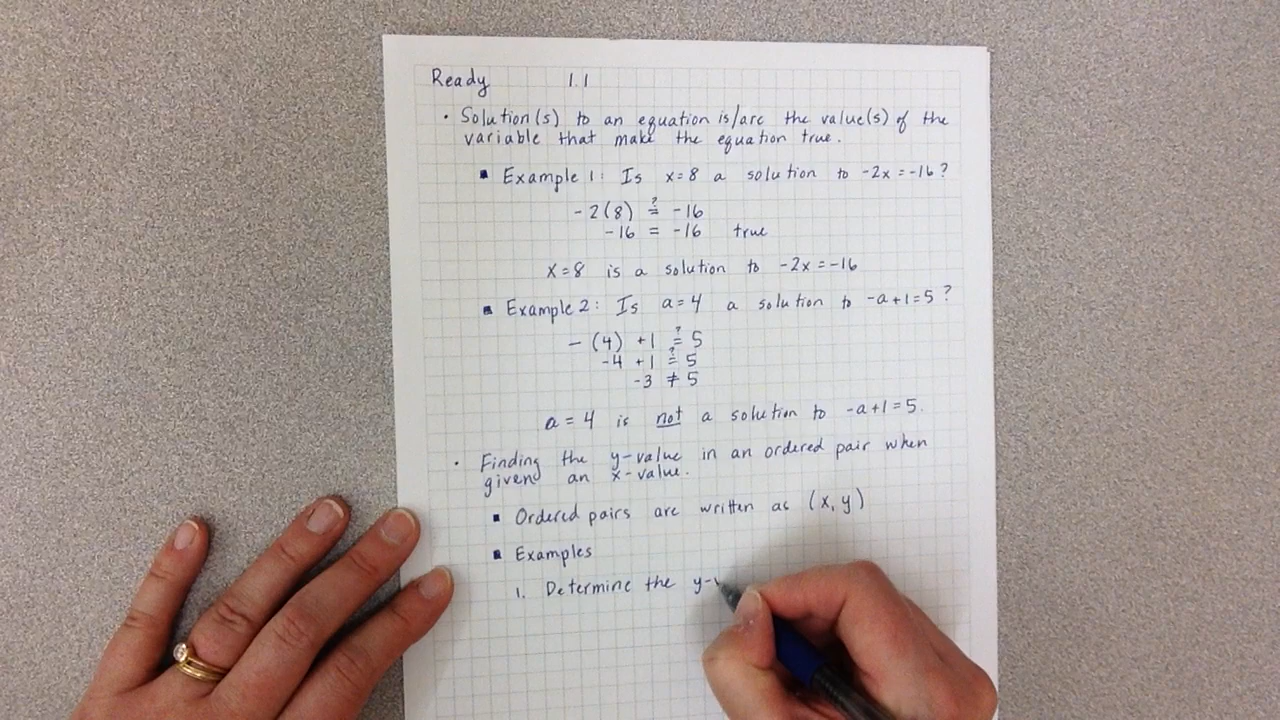 Ready 1.1
• Solution(s) to an equation is/are the value(s) of the
variable that make the equation true.
▪ Example 1: Is x=8 a solution to -2x=-16?
-2(8) ≟ -16
-16 = -16 true
x=8 is a solution to -2x=-16
▪ Example 2: Is a=4 a solution to -a+1=5?
-(4) +1 ≟ 5
-4 +1 ≟ 5
-3 ≠ 5
a = 4 is not a solution to -a+1=5.
• Finding the y-value in an ordered pair when
given an x-value.
▪ Ordered pairs are written as (x, y)
▪ Examples
1. Determine the y-